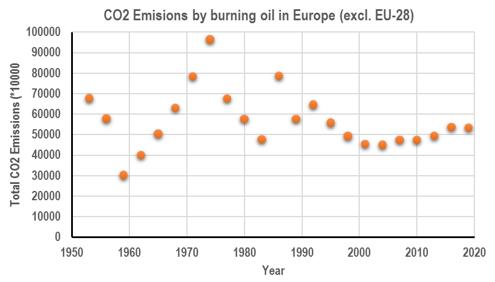 CO2 Emisions by burning oil in Europe (excl. EU-28)
Total CO2 Emissions (*10000
100000
90000
80000
70000
60000
50000
40000
30000
20000
10000
0
1950 1960 1970 1980 1990 2000 2010 2020
Year